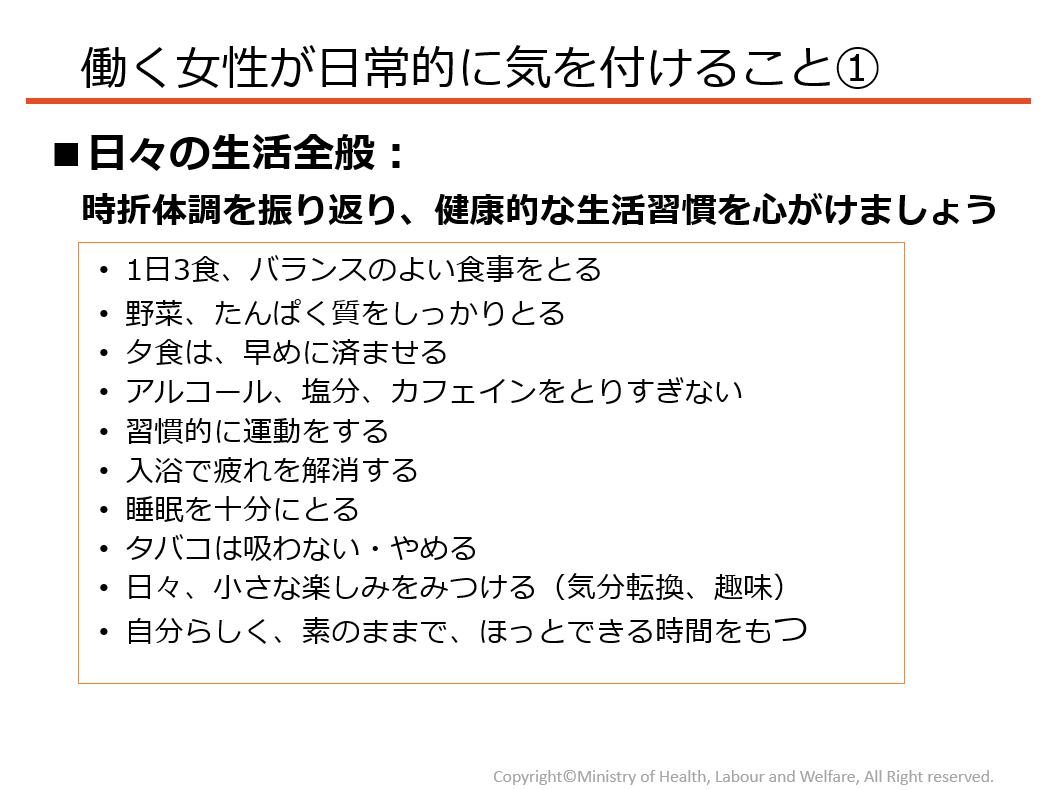 働く女性が日常的に気を付けること①
■日々の生活全般：
時折体調を振り返り、健康的な生活習慣を心がけましょう
• 1日3食、バランスのよい食事をとる
• 野菜、たんぱく質をしっかりとる
• 夕食は、早めに済ませる
• アルコール、塩分、カフェインをとりすぎない
• 習慣的に運動をする
• 入浴で疲れを解消する
• 睡眠を十分にとる
• タバコは吸わない・やめる
• 日々、小さな楽しみをみつける（気分転換、趣味）
• 自分らしく、素のままで、ほっとできる時間をもつ
Copyright©Ministry of Health, Labour and Welfare, All Right reserved.